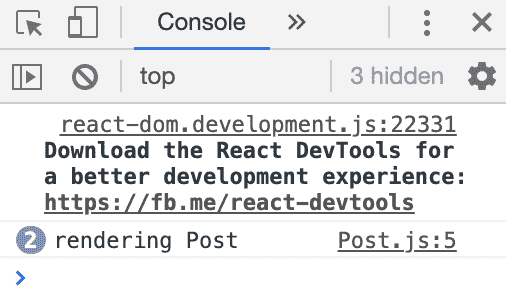 Console
top 3 hidden
react-dom.development.js:22331
Download the React DevTools for
a better development experience:
https://fb.me/react-devtools
2 rendering Post Post.js:5